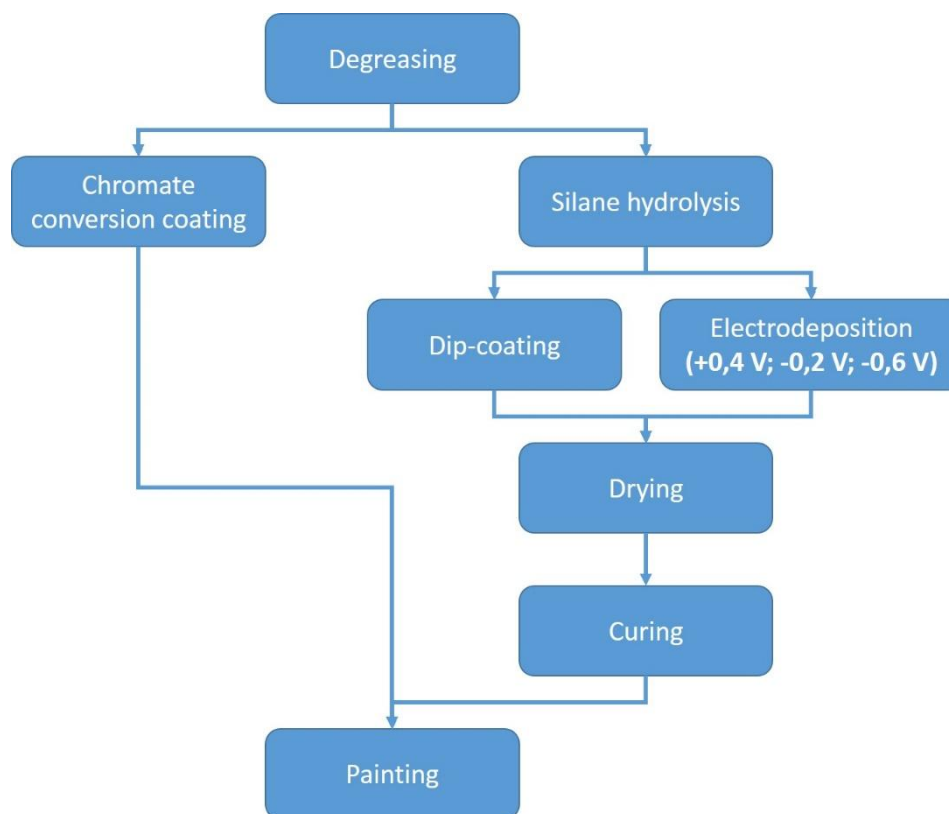 Degreasing
Chromate
conversion coating
Silane hydrolysis
Dip-coating
Electrodeposition
(+0,4 V; -0,2 V; -0,6 V)
Drying
Curing
Painting